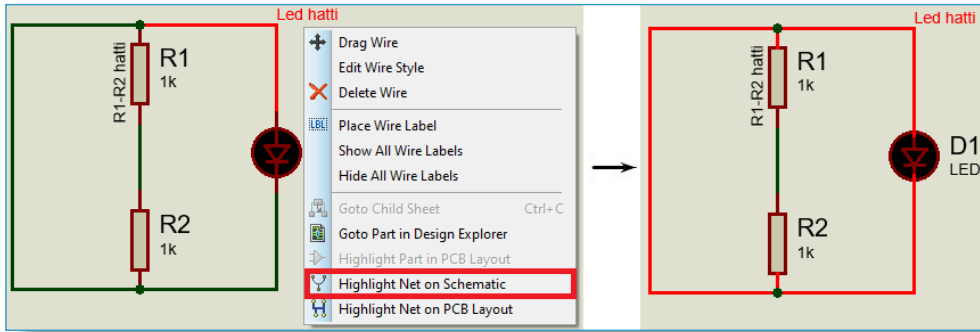 Led hatti
R1-R2 hatti
R1
1k
R2
1k
Drag Wire
Edit Wire Style
Delete Wire
LBL Place Wire Label
Show All Wire Labels
Hide All Wire Labels
Goto Child Sheet Ctrl+C
Goto Part in Design Explorer
Highlight Part in PCB Layout
Highlight Net on Schematic
Highlight Net on PCB Layout
Led hatti
R1-R2 hatti
R1
1k
D1
LED
R2
1k